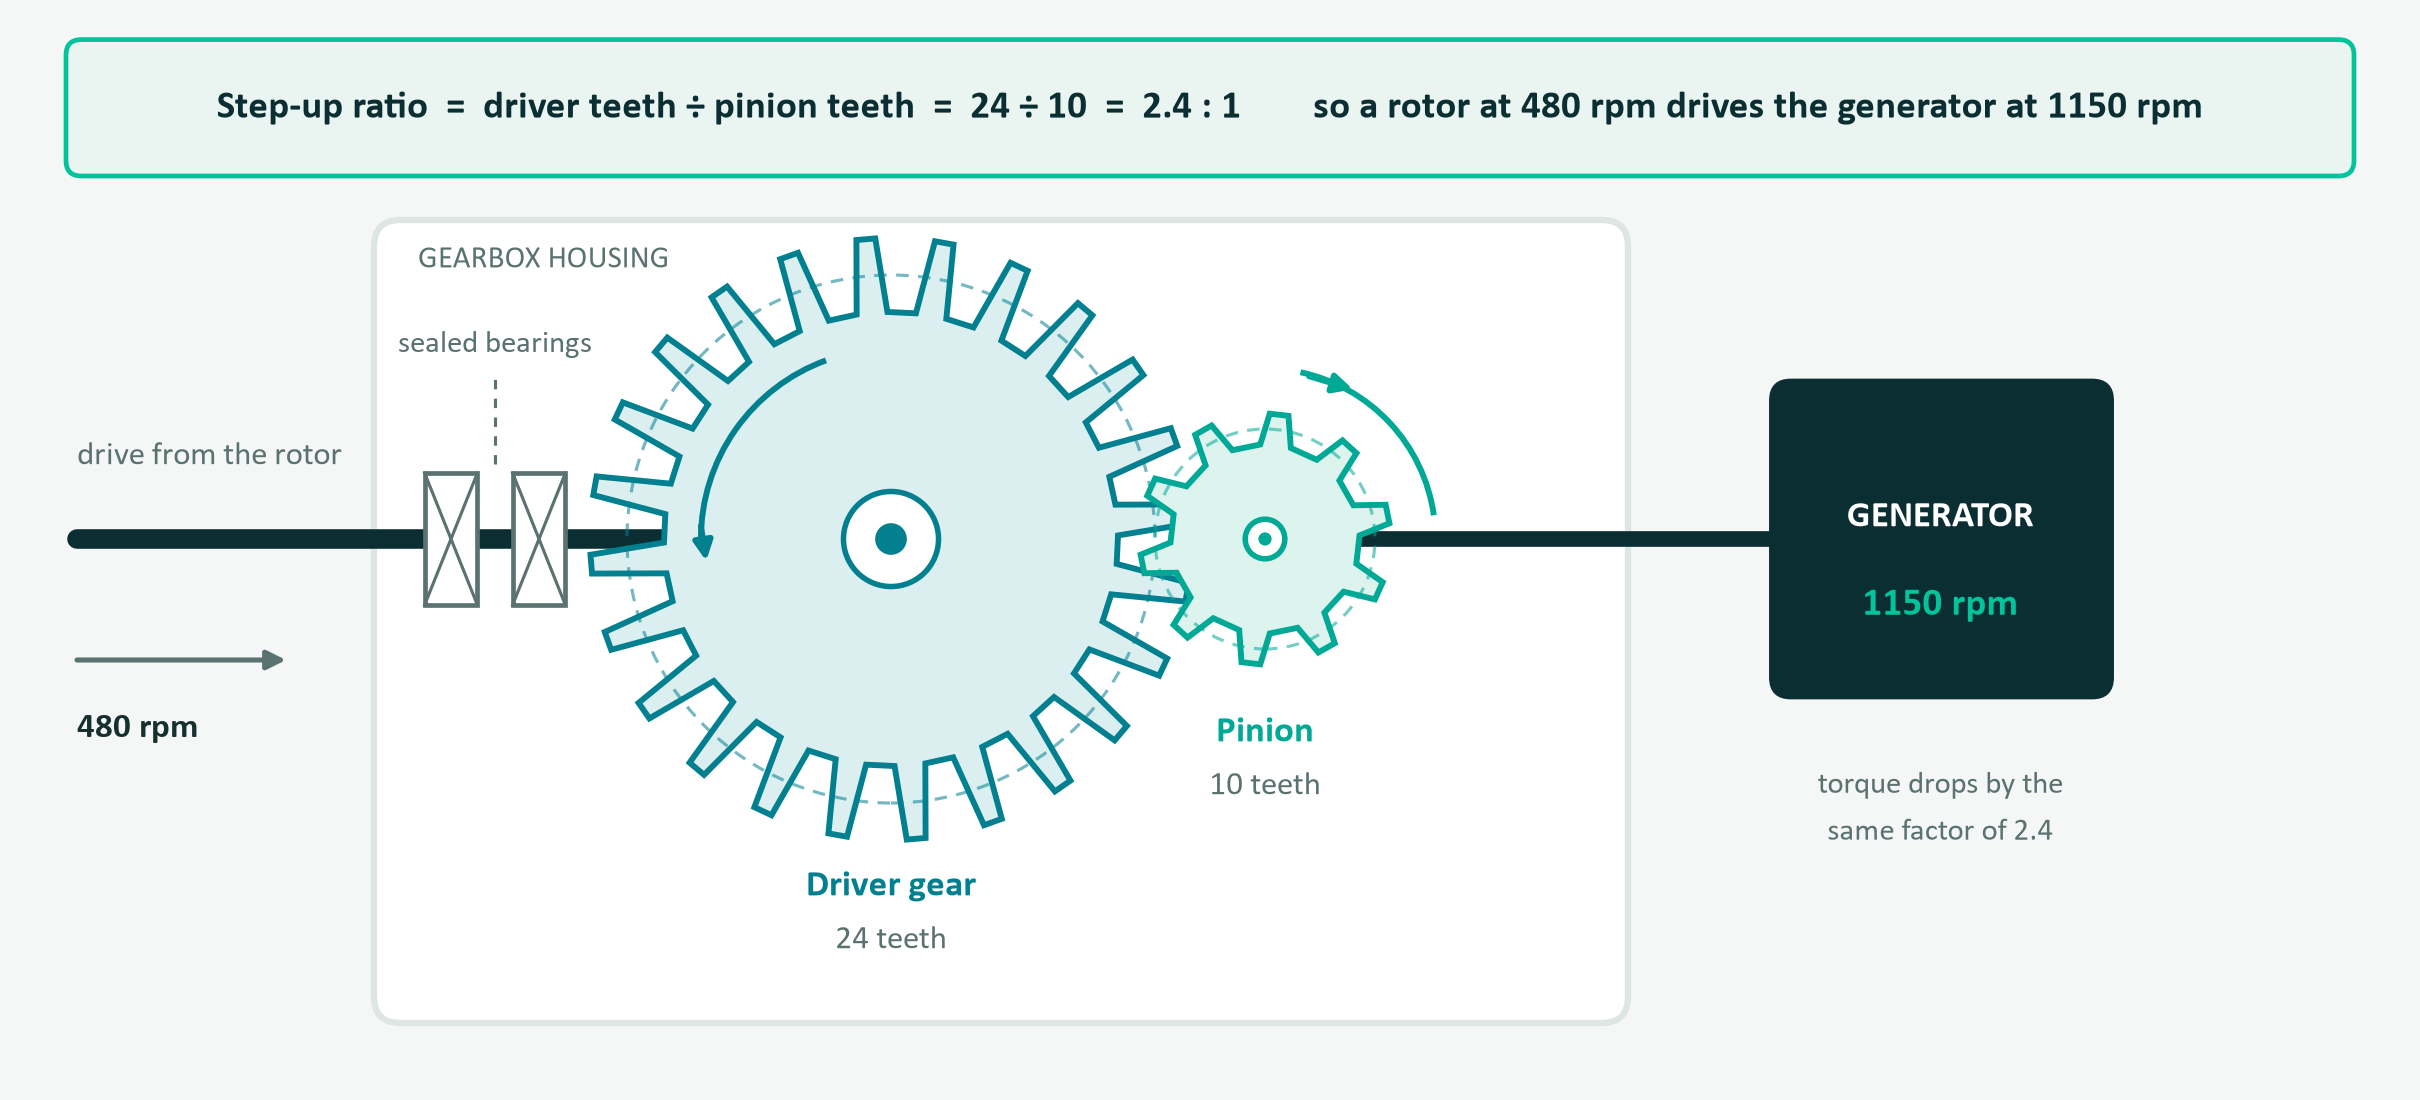 Step-up ratio = driver teeth ÷ pinion teeth = 24 ÷ 10 = 2.4 : 1 so a rotor at 480 rpm drives the generator at 1150 rpm
GEARBOX HOUSING
sealed bearings
drive from the rotor
480 rpm
Driver gear
24 teeth
Pinion
10 teeth
GENERATOR
1150 rpm
torque drops by the
same factor of 2.4